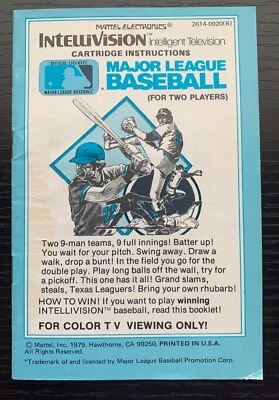 MATTEL ELECTRONICS® 2614-0920(B)
INTELLIVISION™ Intelligent Television
CARTRIDGE INSTRUCTIONS
OFFICIAL LICENSEE
MAJOR LEAGUE BASEBALL*
MAJOR LEAGUE
BASEBALL
(FOR TWO PLAYERS)
Two 9-man teams, 9 full innings! Batter up!
You wait for your pitch. Swing away. Draw a
walk, drop a bunt! In the field you go for the
double play. Play long balls off the wall, try for
a pickoff. This one has it all! Grand slams,
steals, Texas Leaguers! Bring your own rhubarb!
HOW TO WIN! If you want to play winning
INTELLIVISION™ baseball, read this booklet!
FOR COLOR T V VIEWING ONLY!
© Mattel, Inc. 1979. Hawthorne, CA 90250. PRINTED IN U.S.A.
All Rights Reserved.
*Trademark of and licensed by Major League Baseball Promotion Corp.